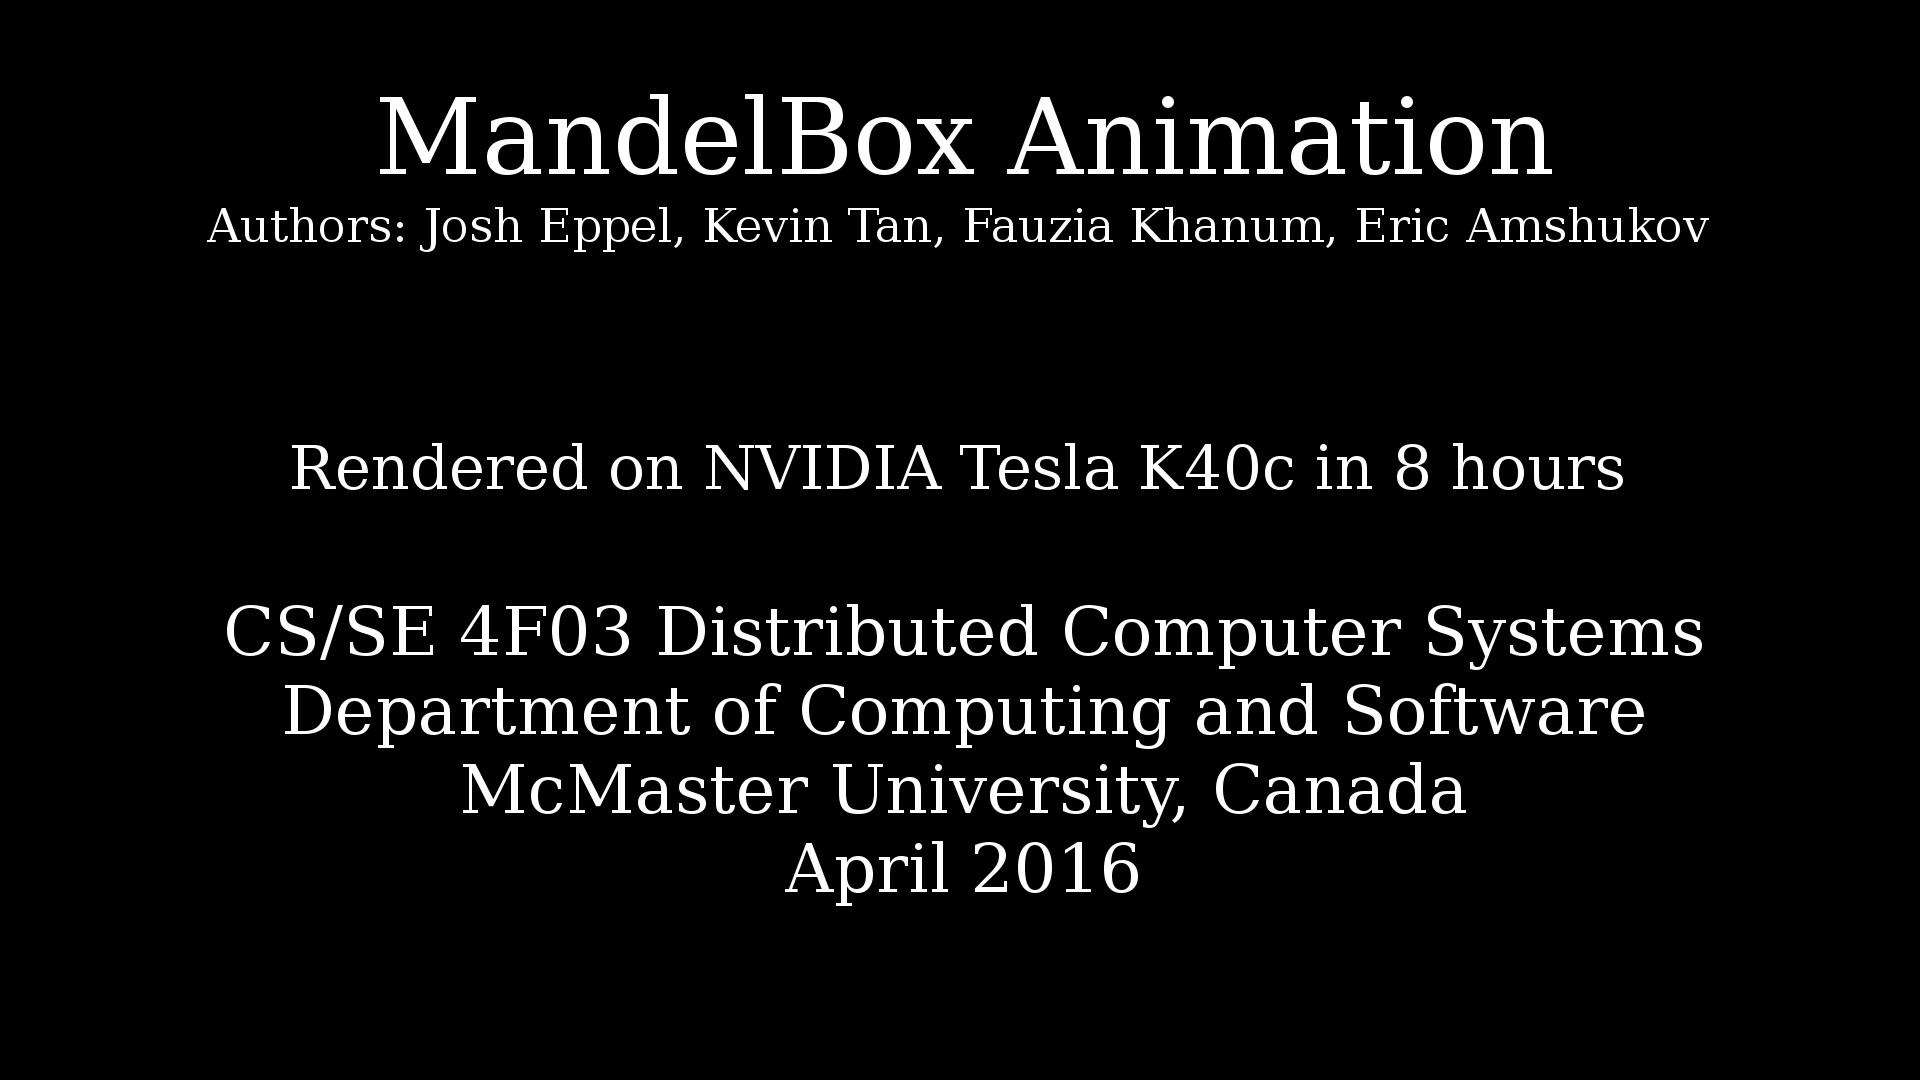 MandelBox Animation
Authors: Josh Eppel, Kevin Tan, Fauzia Khanum, Eric Amshukov
Rendered on NVIDIA Tesla K40c in 8 hours
CS/SE 4F03 Distributed Computer Systems
Department of Computing and Software
McMaster University, Canada
April 2016